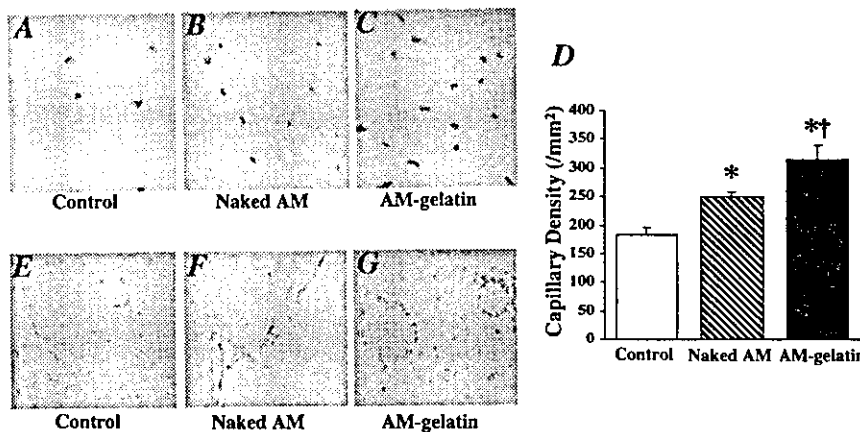 A
B
C
Control
Naked AM
AM-gelatin
D
Capillary Density (/mm²)
400
350
300
250
200
150
100
50
0
*
*†
Control
Naked AM
AM-gelatin
E
F
G
Control
Naked AM
AM-gelatin